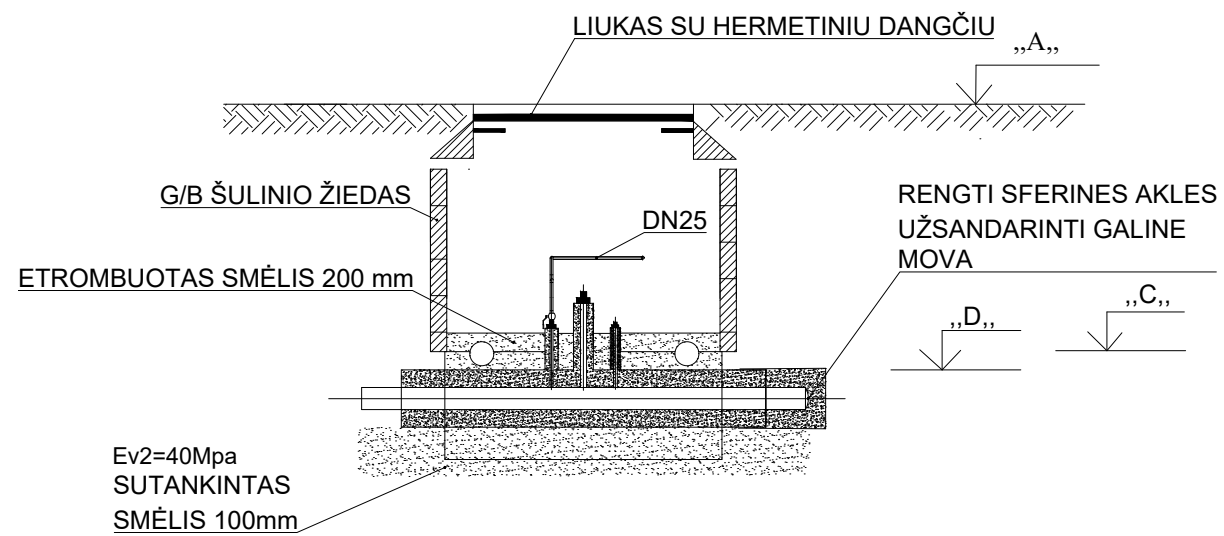 LIUKAS SU HERMETINIU DANGČIU
,,A,,
G/B ŠULINIO ŽIEDAS
DN25
RENGTI SFERINES AKLES
UŽSANDARINTI GALINE
MOVA
ETROMBUOTAS SMĖLIS 200 mm
,,D,,
,,C,,
Ev2=40Mpa
SUTANKINTAS
SMĖLIS 100mm